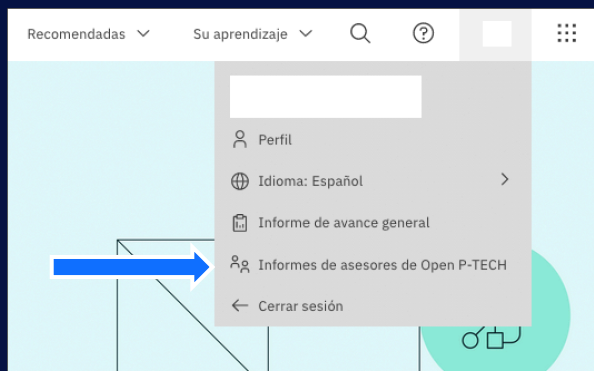 Recomendadas Su aprendizaje
Perfil
Idioma: Español
Informe de avance general
Informes de asesores de Open P-TECH
Cerrar sesión